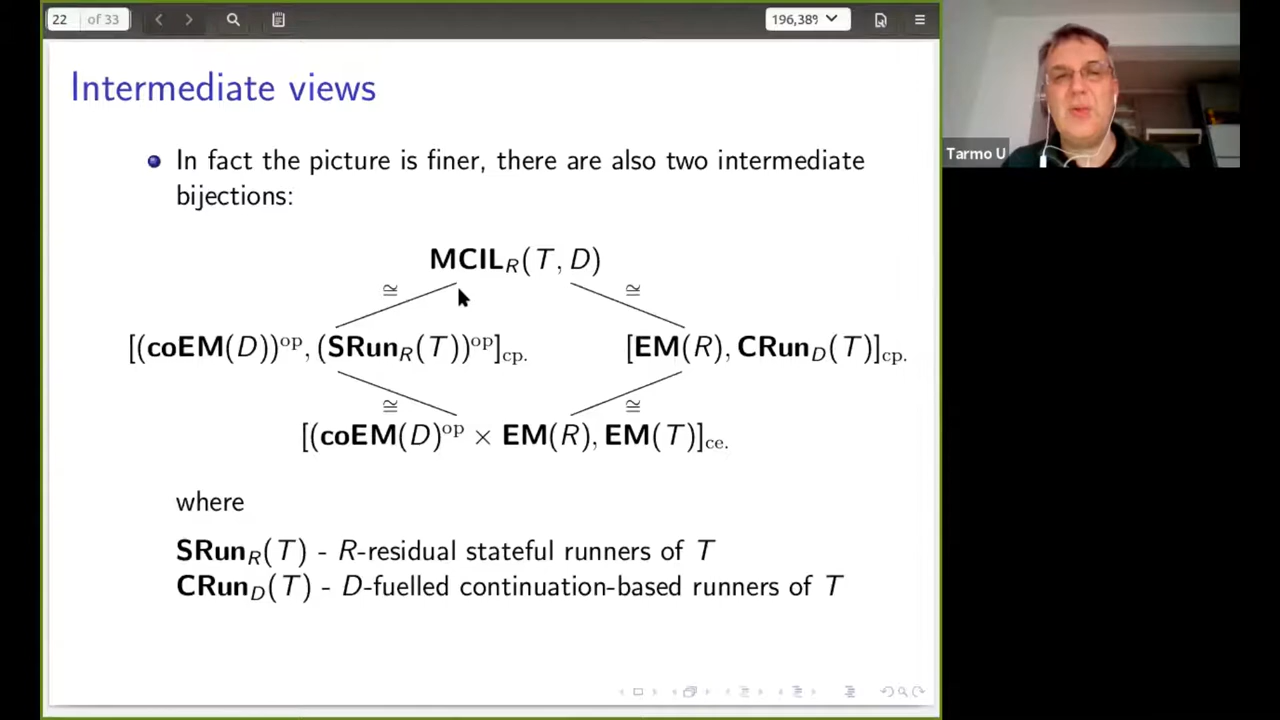 22 of 33
196,38%
Intermediate views
In fact the picture is finer, there are also two intermediate
bijections:
MCIL_R(T, D)
≅ ≅
[(coEM(D))^op, (SRun_R(T))^op]_cp. [EM(R), CRun_D(T)]_cp.
≅ ≅
[(coEM(D)^op × EM(R), EM(T)]_ce.
where
SRun_R(T) - R-residual stateful runners of T
CRun_D(T) - D-fuelled continuation-based runners of T
Tarmo U